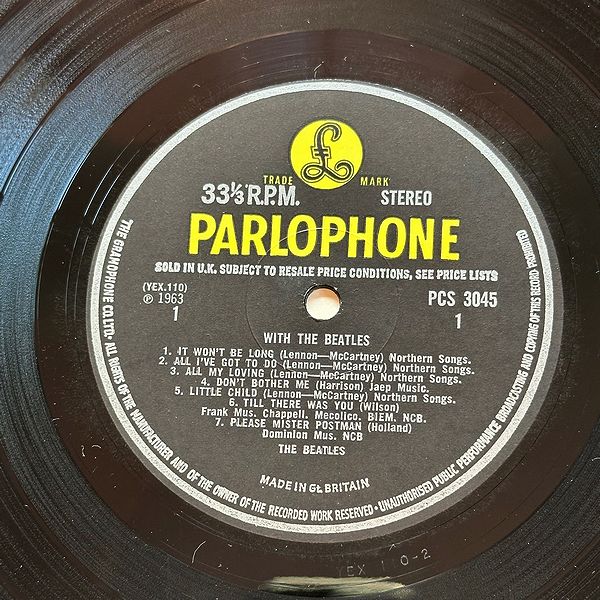 £
TRADE MARK
33⅓ R.P.M. STEREO
PARLOPHONE
SOLD IN U.K. SUBJECT TO RESALE PRICE CONDITIONS, SEE PRICE LISTS
(YEX.110) PCS 3045
℗ 1963
1 1
WITH THE BEATLES
1. IT WON'T BE LONG (Lennon—McCartney) Northern Songs.
2. ALL I'VE GOT TO DO (Lennon—McCartney) Northern Songs.
3. ALL MY LOVING (Lennon—McCartney) Northern Songs.
4. DON'T BOTHER ME (Harrison) Jaep Music.
5. LITTLE CHILD (Lennon—McCartney) Northern Songs.
6. TILL THERE WAS YOU (Wilson)
Frank Mus. Chappell. Mecolico. BIEM. NCB.
7. PLEASE MISTER POSTMAN (Holland)
Dominion Mus. NCB
THE BEATLES
MADE IN GT. BRITAIN
THE GRAMOPHONE CO. LTD. • ALL RIGHTS OF THE MANUFACTURER AND OF THE OWNER OF THE RECORDED WORK RESERVED • UNAUTHORISED PUBLIC PERFORMANCE BROADCASTING AND COPYING OF THIS RECORD PROHIBITED